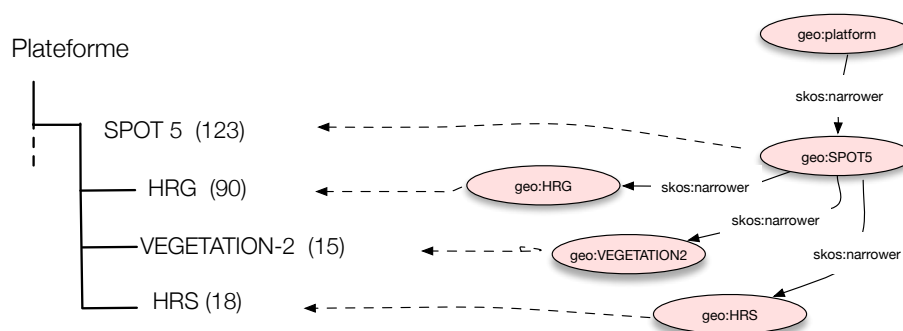 geo:platform
Plateforme
skos:narrower
SPOT 5 (123)
geo:SPOT5
HRG (90)
geo:HRG
skos:narrower
skos:narrower
VEGETATION-2 (15)
geo:VEGETATION2
skos:narrower
HRS (18)
geo:HRS